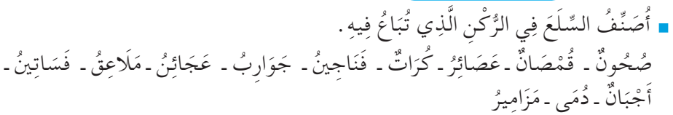 أُصَنِّفُ السِّلَعَ فِي الرُّكْنِ الَّذِي تُبَاعُ فِيهِ .
صُحُونٌ ـ قُمْصَانٌ ـ عَصَائِرُ ـ كُرَاتٌ ـ فَنَاجِينُ ـ جَوَارِبُ ـ عَجَائِنُ ـ مَلَاعِقُ ـ فَسَاتِينُ ـ
أَجْبَانٌ ـ دُمَى ـ مَزَامِيرُ